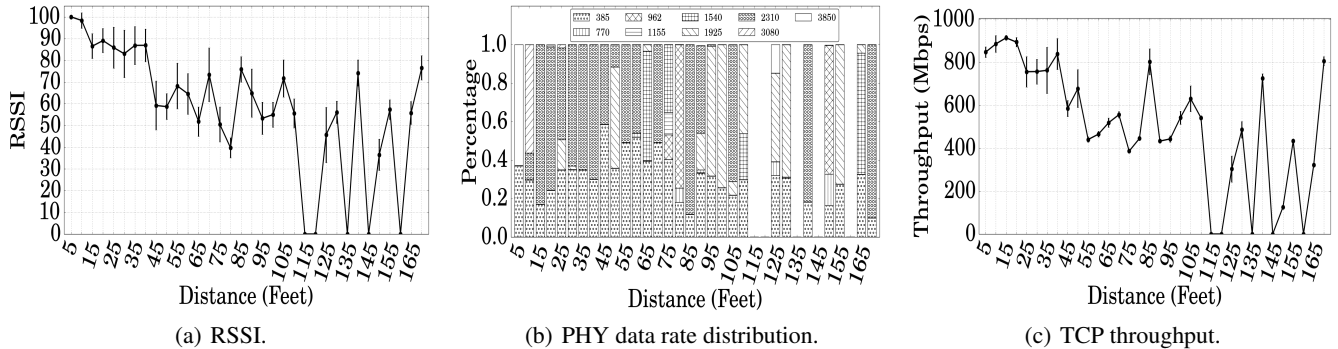 100
90
80
70
60
50
40
30
20
10
0
RSSI
5 15 25 35 45 55 65 75 85 95 105 115 125 135 145 155 165
Distance (Feet)
(a) RSSI.
385 962 1540 2310 3850
770 1155 1925 3080
1.0
0.8
0.6
0.4
0.2
0.0
Percentage
5 15 25 35 45 55 65 75 85 95 105 115 125 135 145 155 165
Distance (Feet)
(b) PHY data rate distribution.
1000
800
600
400
200
0
Throughput (Mbps)
5 15 25 35 45 55 65 75 85 95 105 115 125 135 145 155 165
Distance (Feet)
(c) TCP throughput.